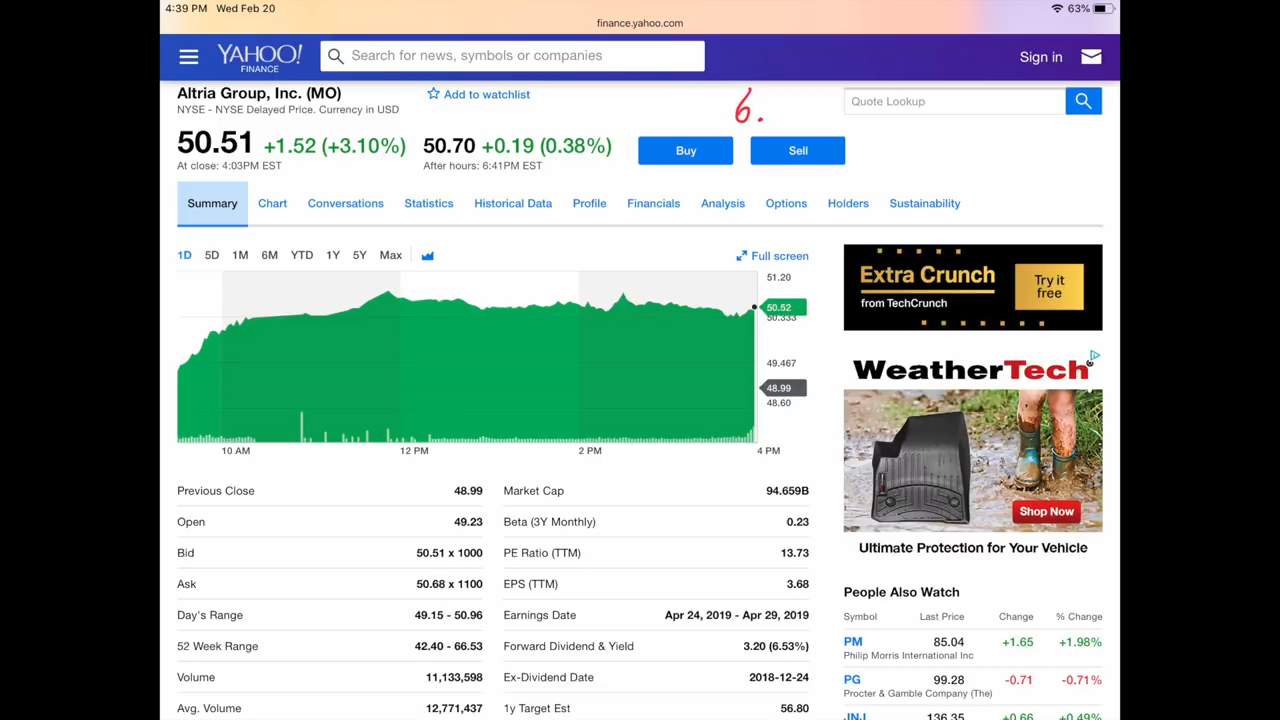 4:39 PM Wed Feb 20
63%
finance.yahoo.com
YAHOO!
FINANCE
Search for news, symbols or companies
Sign in
Altria Group, Inc. (MO)
NYSE - NYSE Delayed Price. Currency in USD
Add to watchlist
6.
Quote Lookup
50.51 +1.52 (+3.10%)
At close: 4:03PM EST
50.70 +0.19 (0.38%)
After hours: 6:41PM EST
Buy
Sell
Summary Chart Conversations Statistics Historical Data Profile Financials Analysis Options Holders Sustainability
1D 5D 1M 6M YTD 1Y 5Y Max
Full screen
51.20
50.52
50.333
49.467
48.99
48.60
10 AM 12 PM 2 PM 4 PM
Previous Close 48.99
Open 49.23
Bid 50.51 x 1000
Ask 50.68 x 1100
Day's Range 49.15 - 50.96
52 Week Range 42.40 - 66.53
Volume 11,133,598
Avg. Volume 12,771,437
Market Cap 94.659B
Beta (3Y Monthly) 0.23
PE Ratio (TTM) 13.73
EPS (TTM) 3.68
Earnings Date Apr 24, 2019 - Apr 29, 2019
Forward Dividend & Yield 3.20 (6.53%)
Ex-Dividend Date 2018-12-24
1y Target Est 56.80
Extra Crunch
from TechCrunch
Try it
free
WeatherTech
Shop Now
Ultimate Protection for Your Vehicle
People Also Watch
Symbol Last Price Change % Change
PM 85.04 +1.65 +1.98%
Philip Morris International Inc
PG 99.28 -0.71 -0.71%
Procter & Gamble Company (The)
JNJ 136.35 +0.66 +0.49%